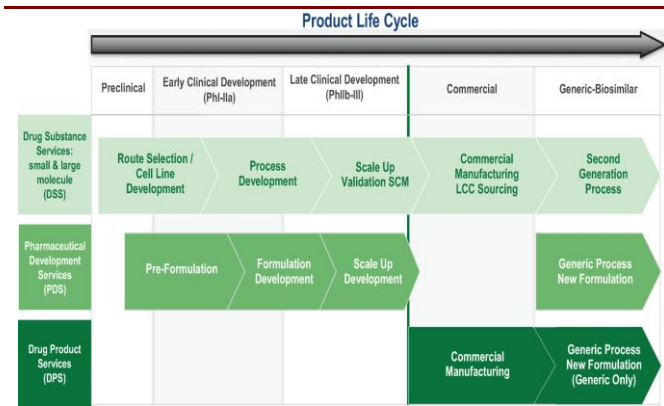 Product Life Cycle
Preclinical
Early Clinical Development
(PhI-IIa)
Late Clinical Development
(PhIIb-III)
Commercial
Generic-Biosimilar
Drug Substance
Services:
small & large
molecule
(DSS)
Route Selection /
Cell Line
Development
Process
Development
Scale Up
Validation SCM
Commercial
Manufacturing
LCC Sourcing
Second
Generation
Process
Pharmaceutical
Development
Services
(PDS)
Pre-Formulation
Formulation
Development
Scale Up
Development
Generic Process
New Formulation
Drug Product
Services
(DPS)
Commercial
Manufacturing
Generic Process
New Formulation
(Generic Only)